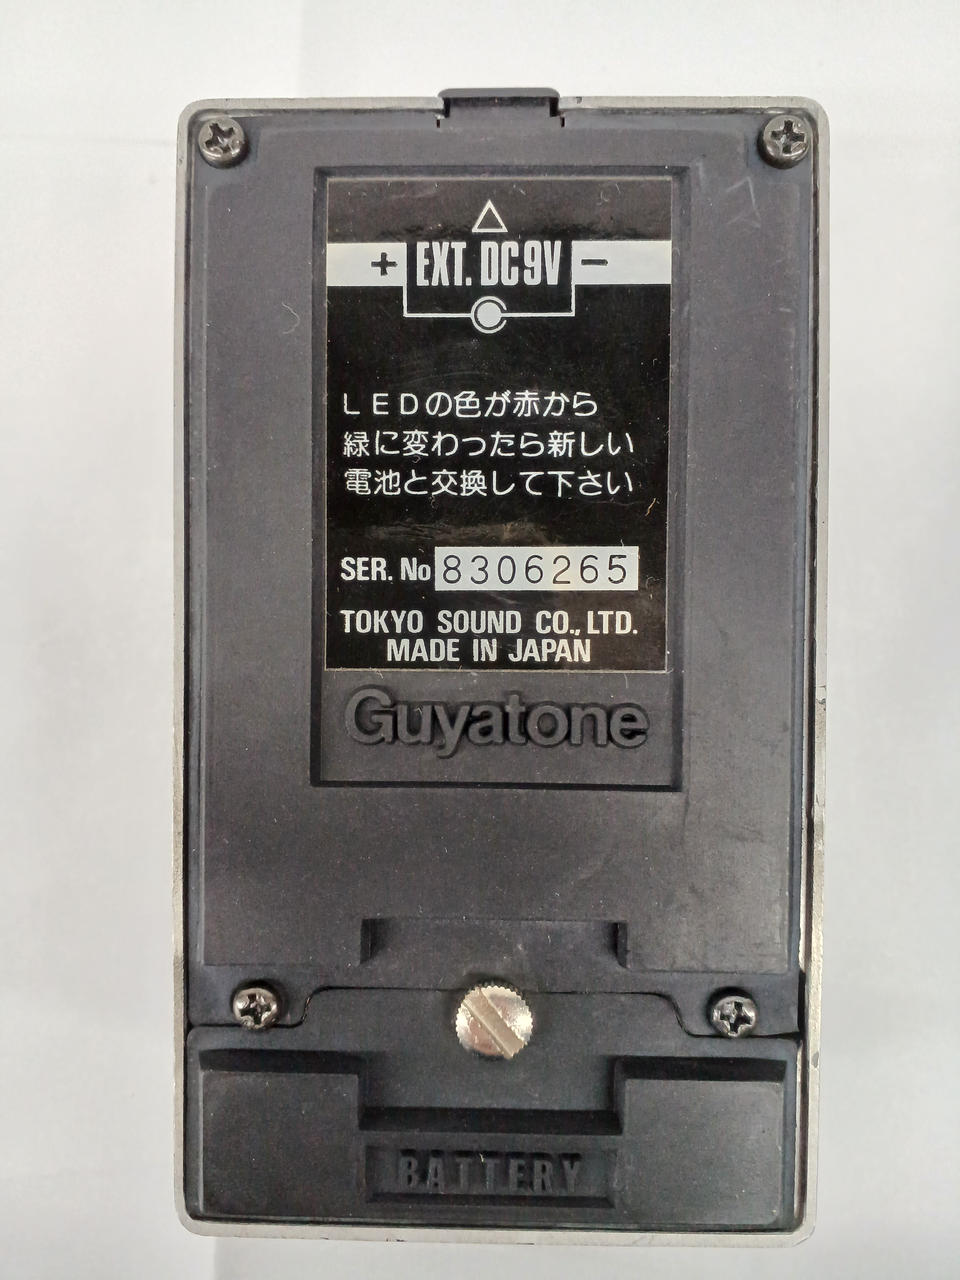 + EXT. DC9V −
ＬＥＤの色が赤から
緑に変わったら新しい
電池と交換して下さい
SER. No 8306265
TOKYO SOUND CO., LTD.
MADE IN JAPAN
Guyatone
BATTERY